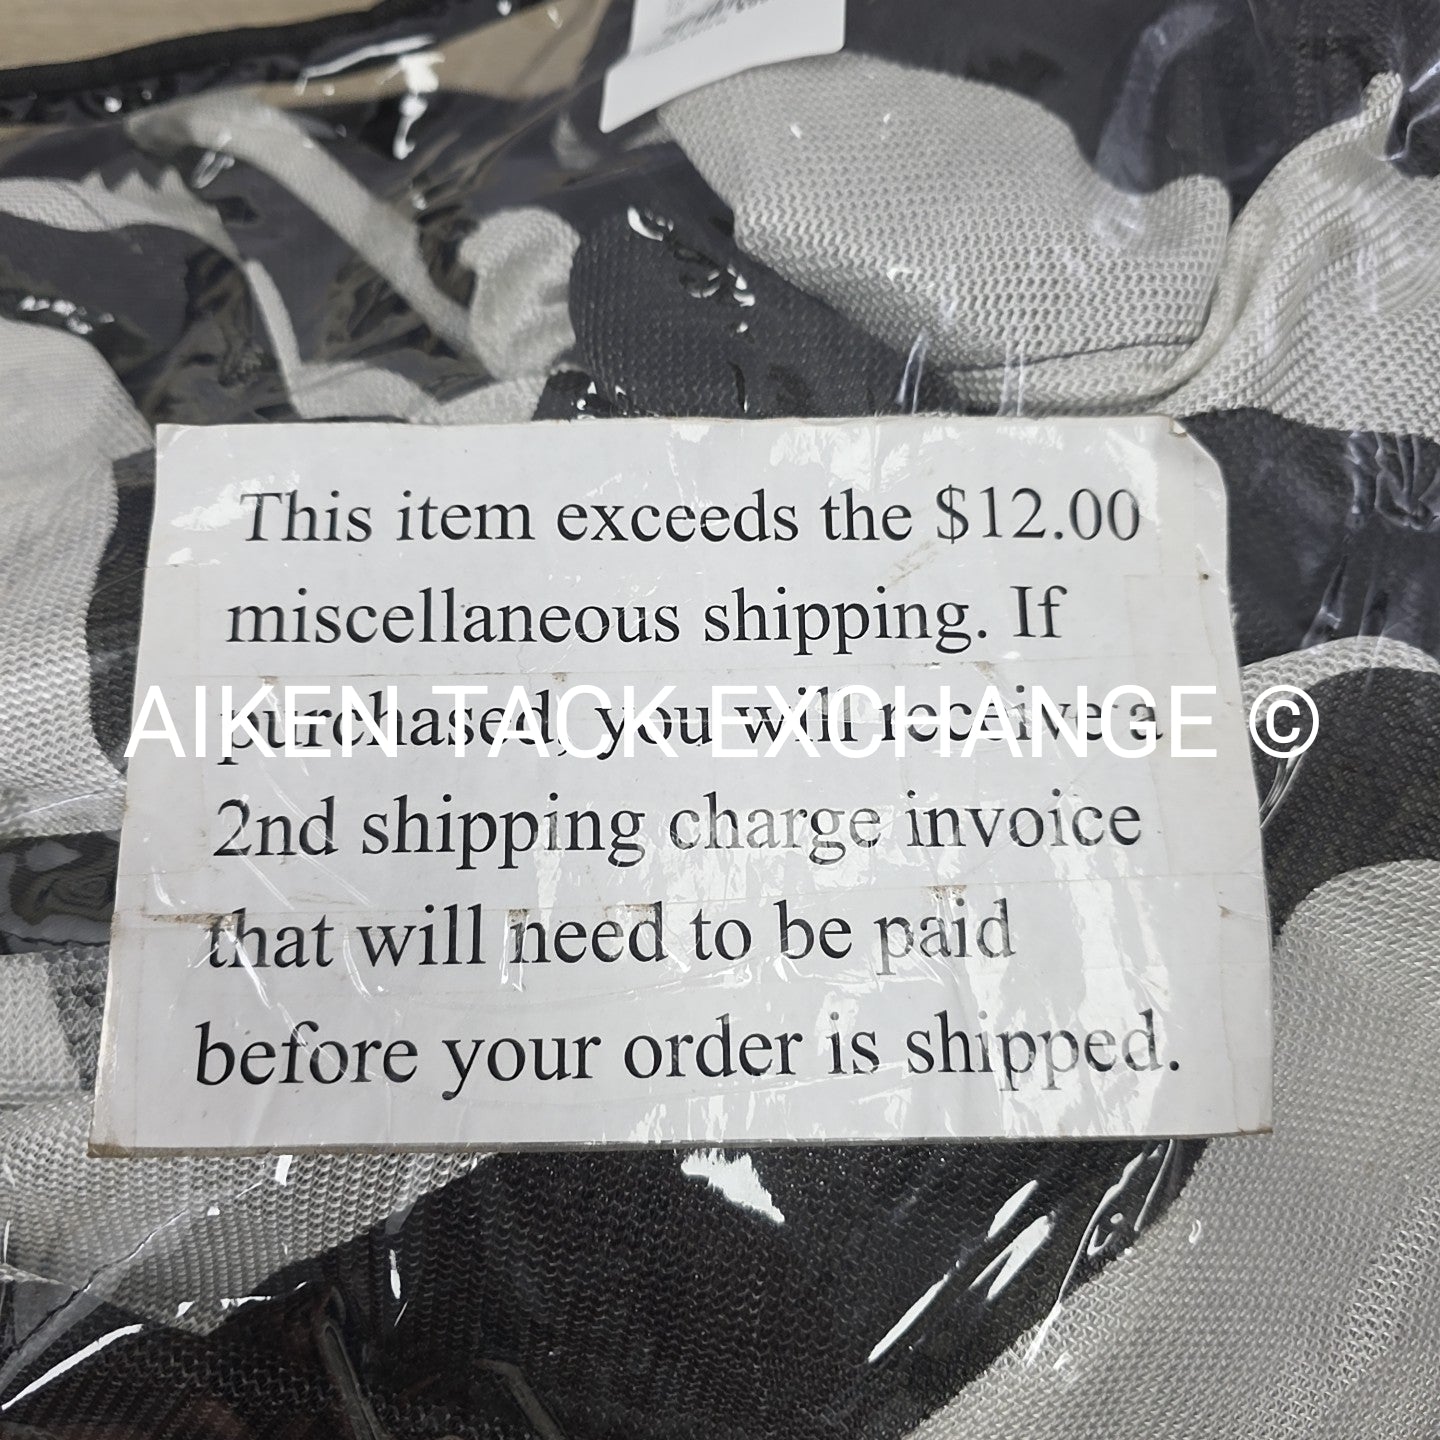 This item exceeds the $12.00
miscellaneous shipping. If
purchased, you will receive a
AIKEN TACK EXCHANGE ©
2nd shipping charge invoice
that will need to be paid
before your order is shipped.